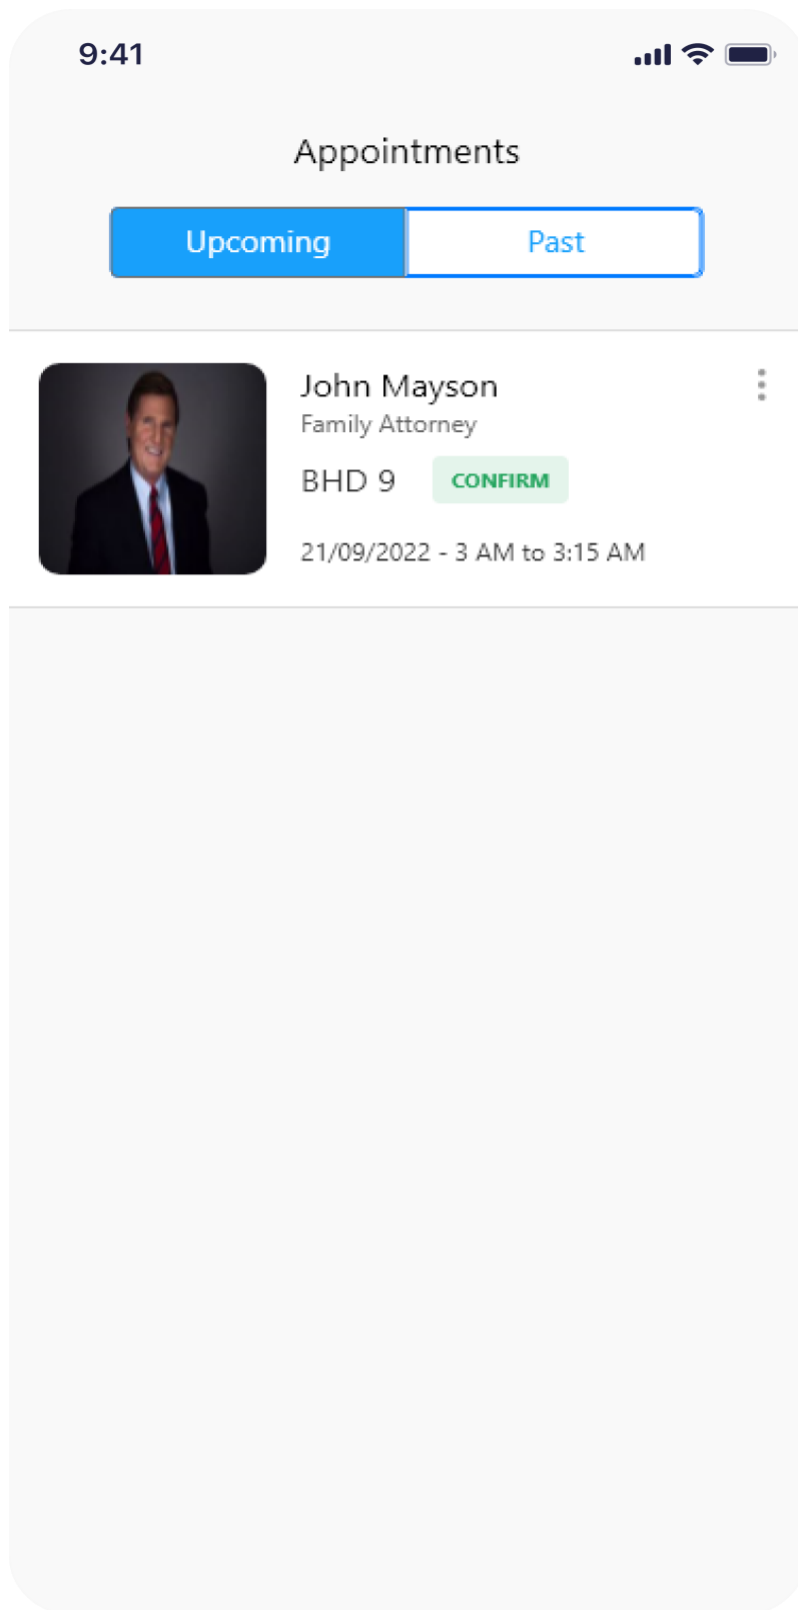 9:41
Appointments
Upcoming Past
John Mayson
Family Attorney
BHD 9 CONFIRM
21/09/2022 - 3 AM to 3:15 AM